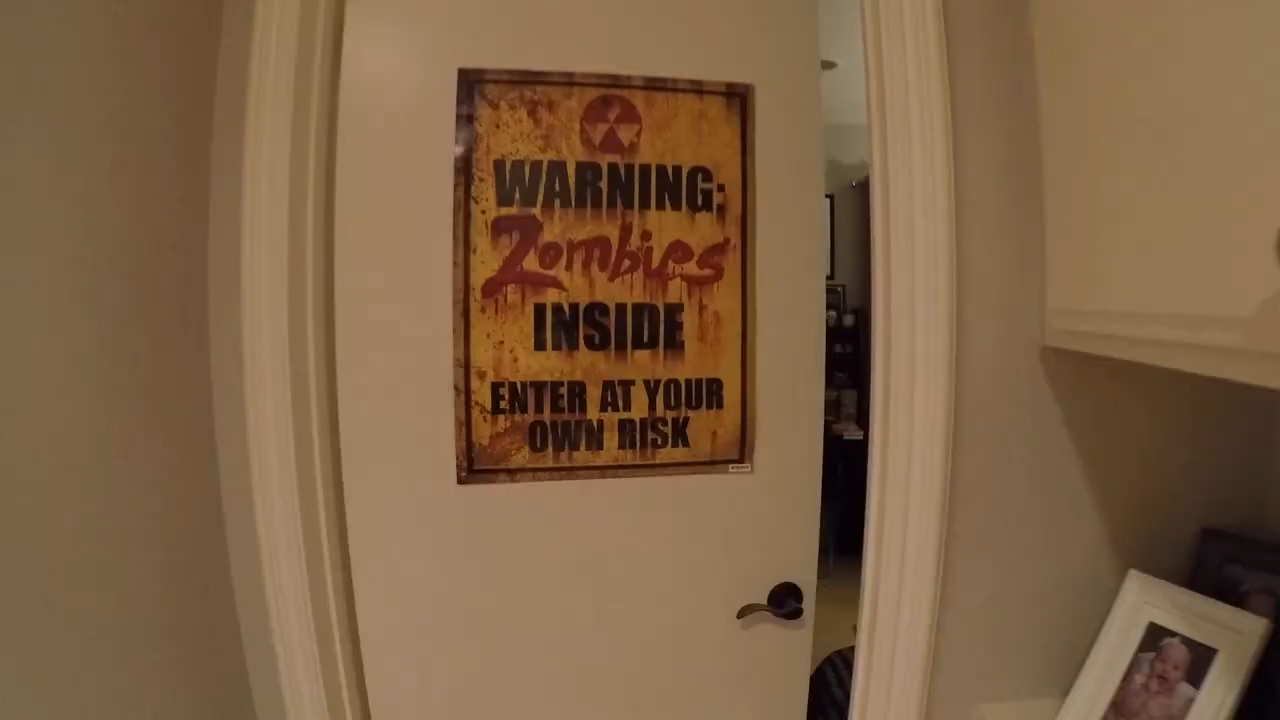 WARNING:
Zombies
INSIDE
ENTER AT YOUR
OWN RISK